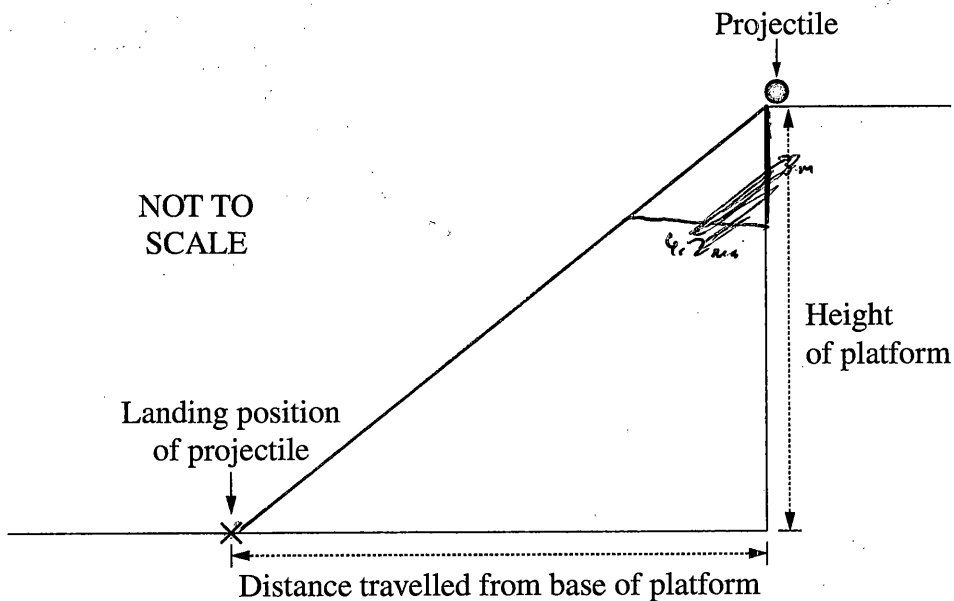 Projectile
NOT TO
SCALE
Height
of platform
Landing position
of projectile
Distance travelled from base of platform